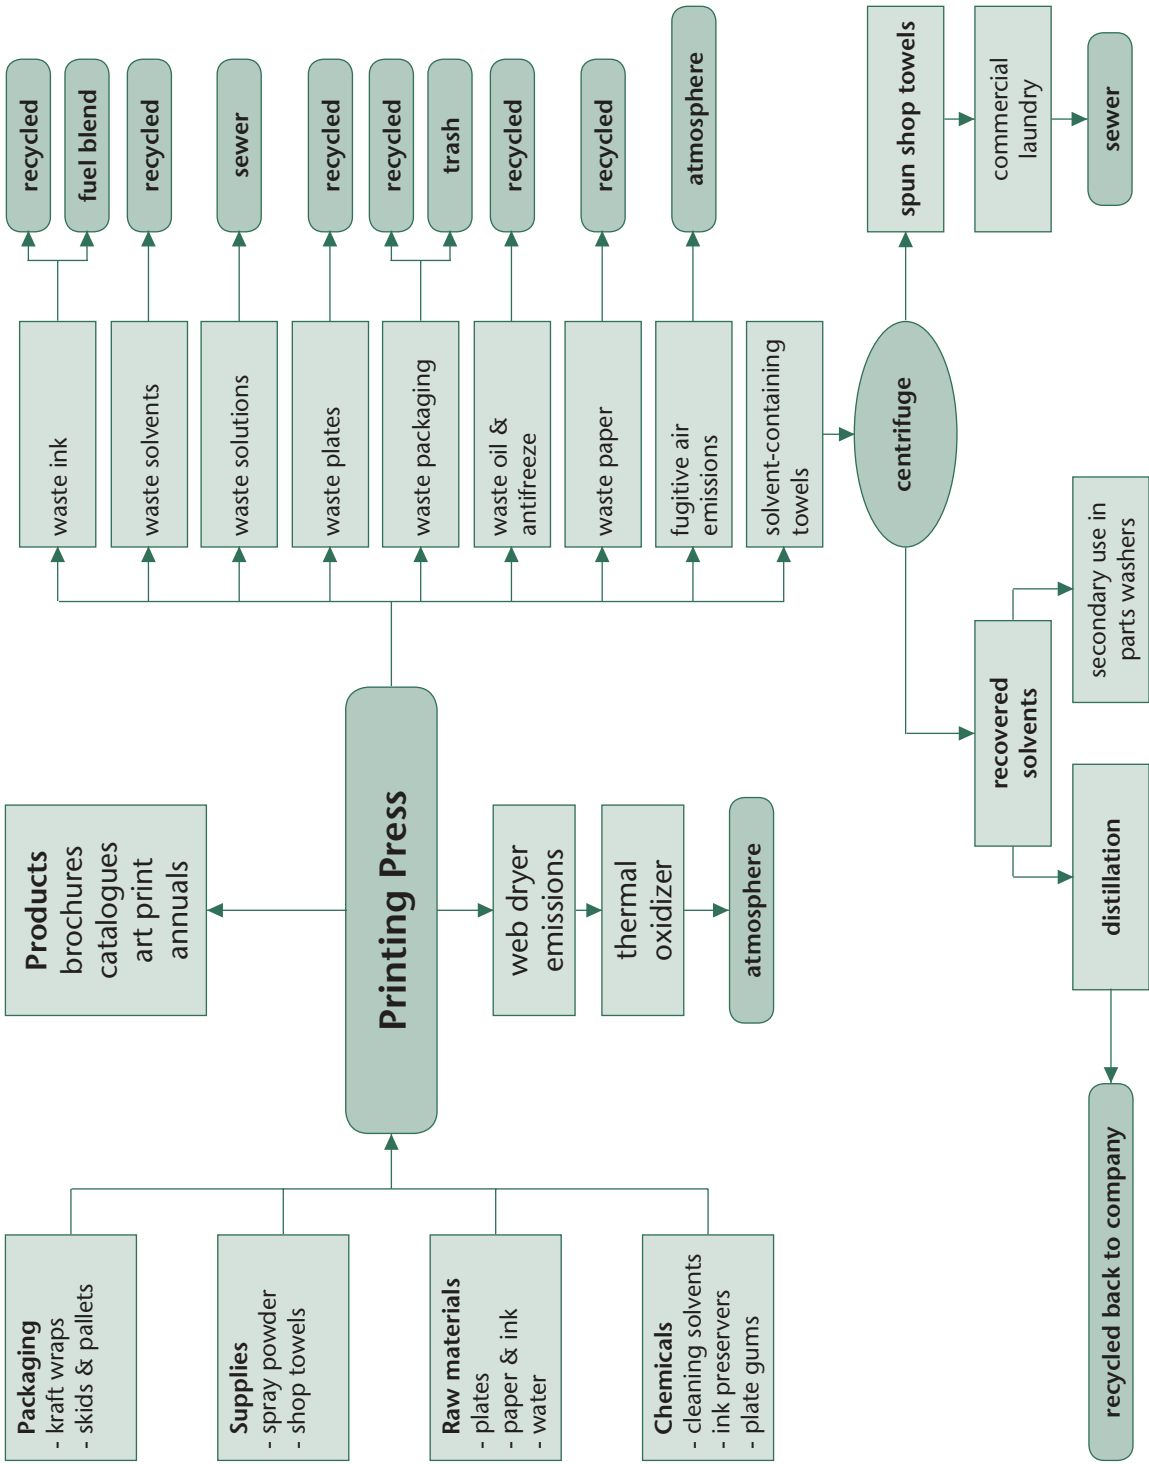 Packaging
- kraft wraps
- skids & pallets
Supplies
- spray powder
- shop towels
Raw materials
- plates
- paper & ink
- water
Chemicals
- cleaning solvents
- ink preservers
- plate gums
Products
brochures
catalogues
art print
annuals
Printing Press
web dryer
emissions
thermal
oxidizer
atmosphere
waste ink
recycled
fuel blend
waste solvents
recycled
waste solutions
sewer
waste plates
recycled
waste packaging
recycled
trash
waste oil &
antifreeze
recycled
waste paper
recycled
fugitive air
emissions
atmosphere
solvent-containing
towels
centrifuge
spun shop towels
commercial
laundry
sewer
recovered
solvents
secondary use in
parts washers
distillation
recycled back to company